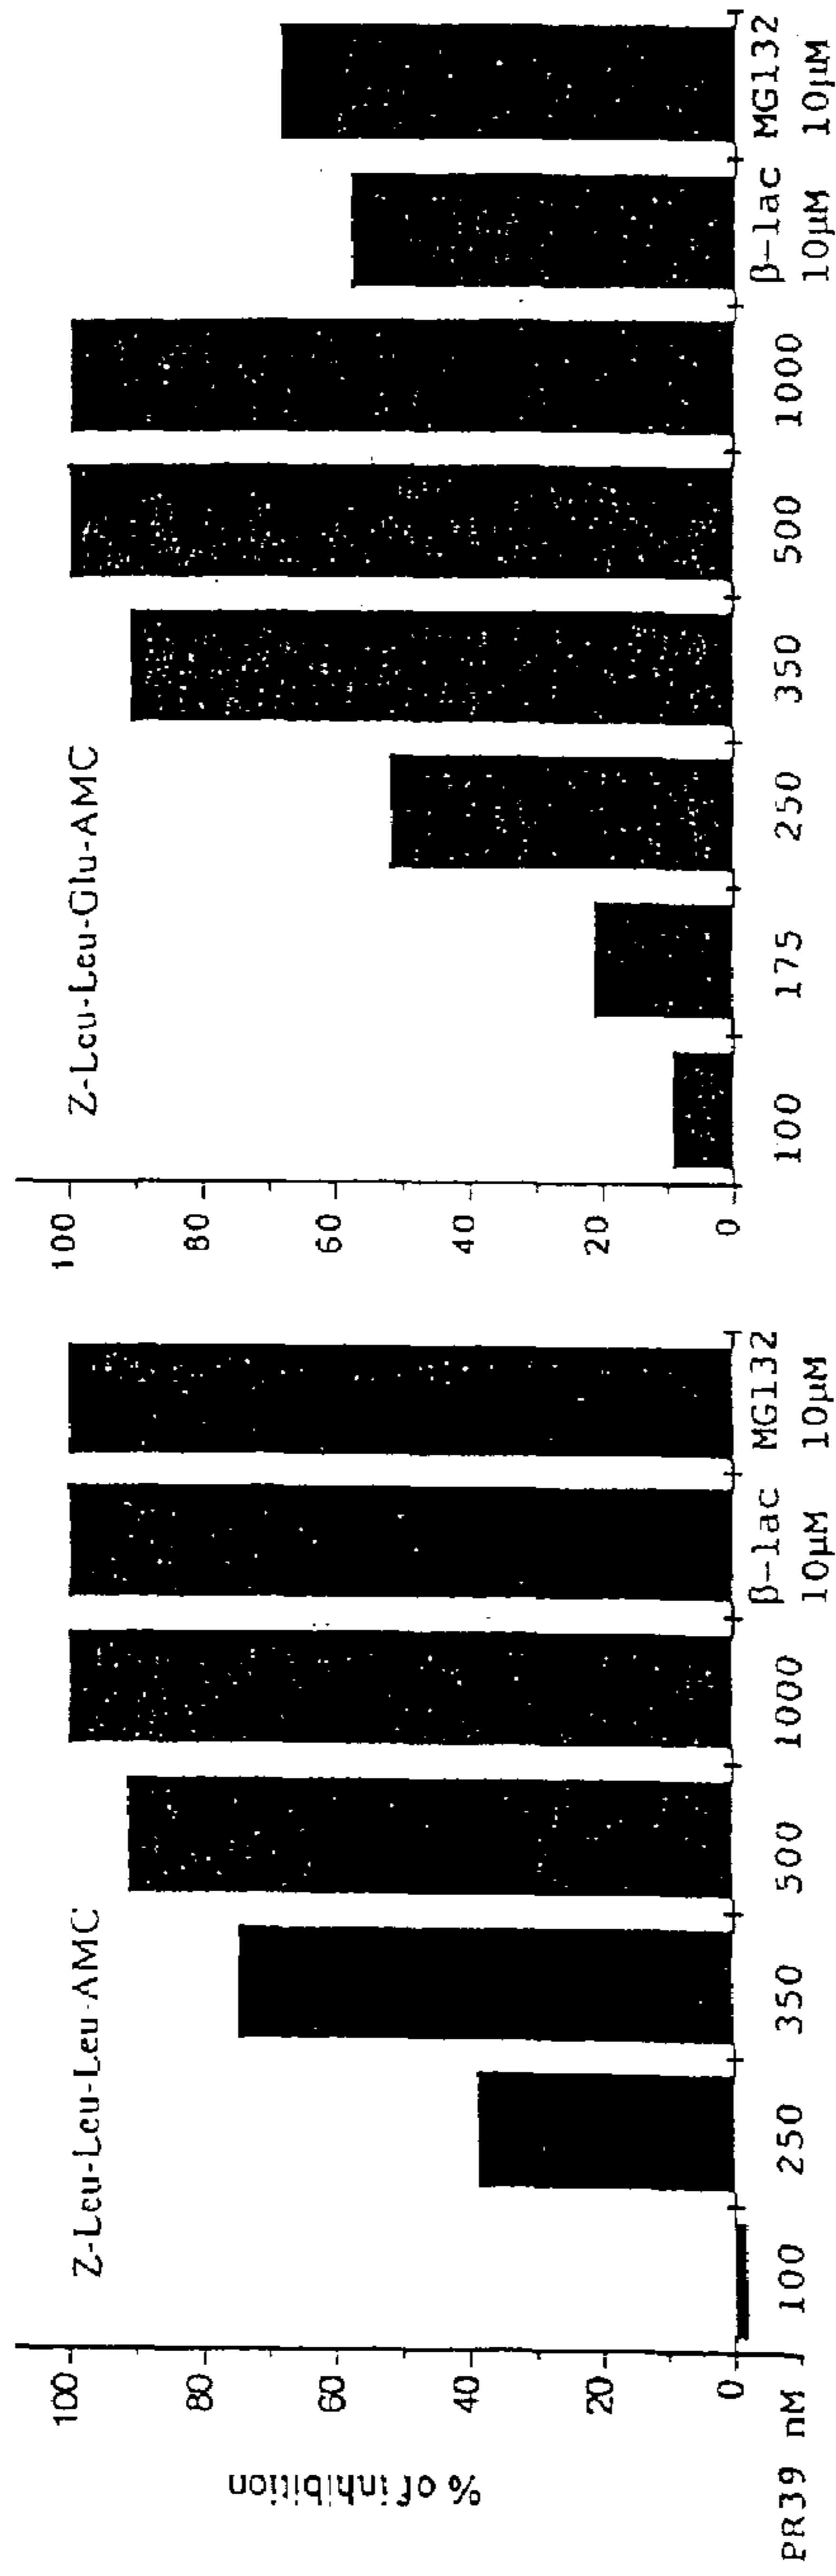 Z-Leu-Leu-Leu-AMC
% of inhibition
100
80
60
40
20
0
PR39 nM
100
250
350
500
1000
β-lac
10μM
MG132
10μM
Z-Leu-Leu-Glu-AMC
100
80
60
40
20
0
100
175
250
350
500
1000
β-lac
10μM
MG132
10μM